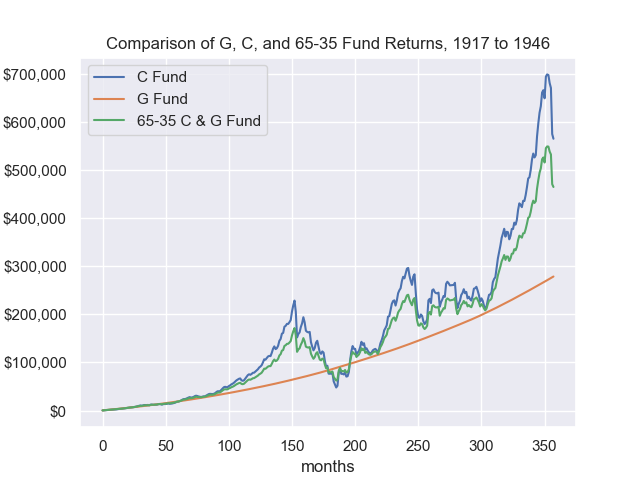 Comparison of G, C, and 65-35 Fund Returns, 1917 to 1946
C Fund
G Fund
65-35 C & G Fund
$700,000
$600,000
$500,000
$400,000
$300,000
$200,000
$100,000
$0
0 50 100 150 200 250 300 350
months